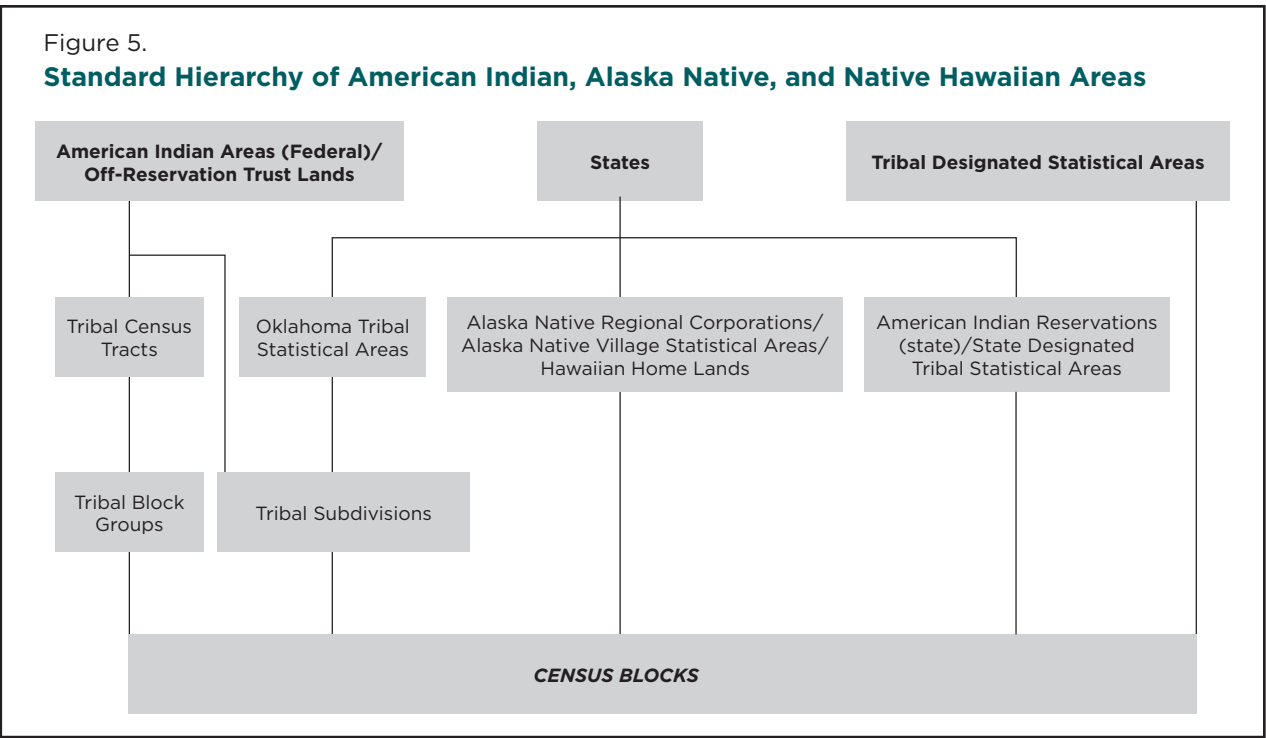 Figure 5.
Standard Hierarchy of American Indian, Alaska Native, and Native Hawaiian Areas
American Indian Areas (Federal)/
Off-Reservation Trust Lands
States
Tribal Designated Statistical Areas
Tribal Census
Tracts
Oklahoma Tribal
Statistical Areas
Alaska Native Regional Corporations/
Alaska Native Village Statistical Areas/
Hawaiian Home Lands
American Indian Reservations
(state)/State Designated
Tribal Statistical Areas
Tribal Block
Groups
Tribal Subdivisions
CENSUS BLOCKS